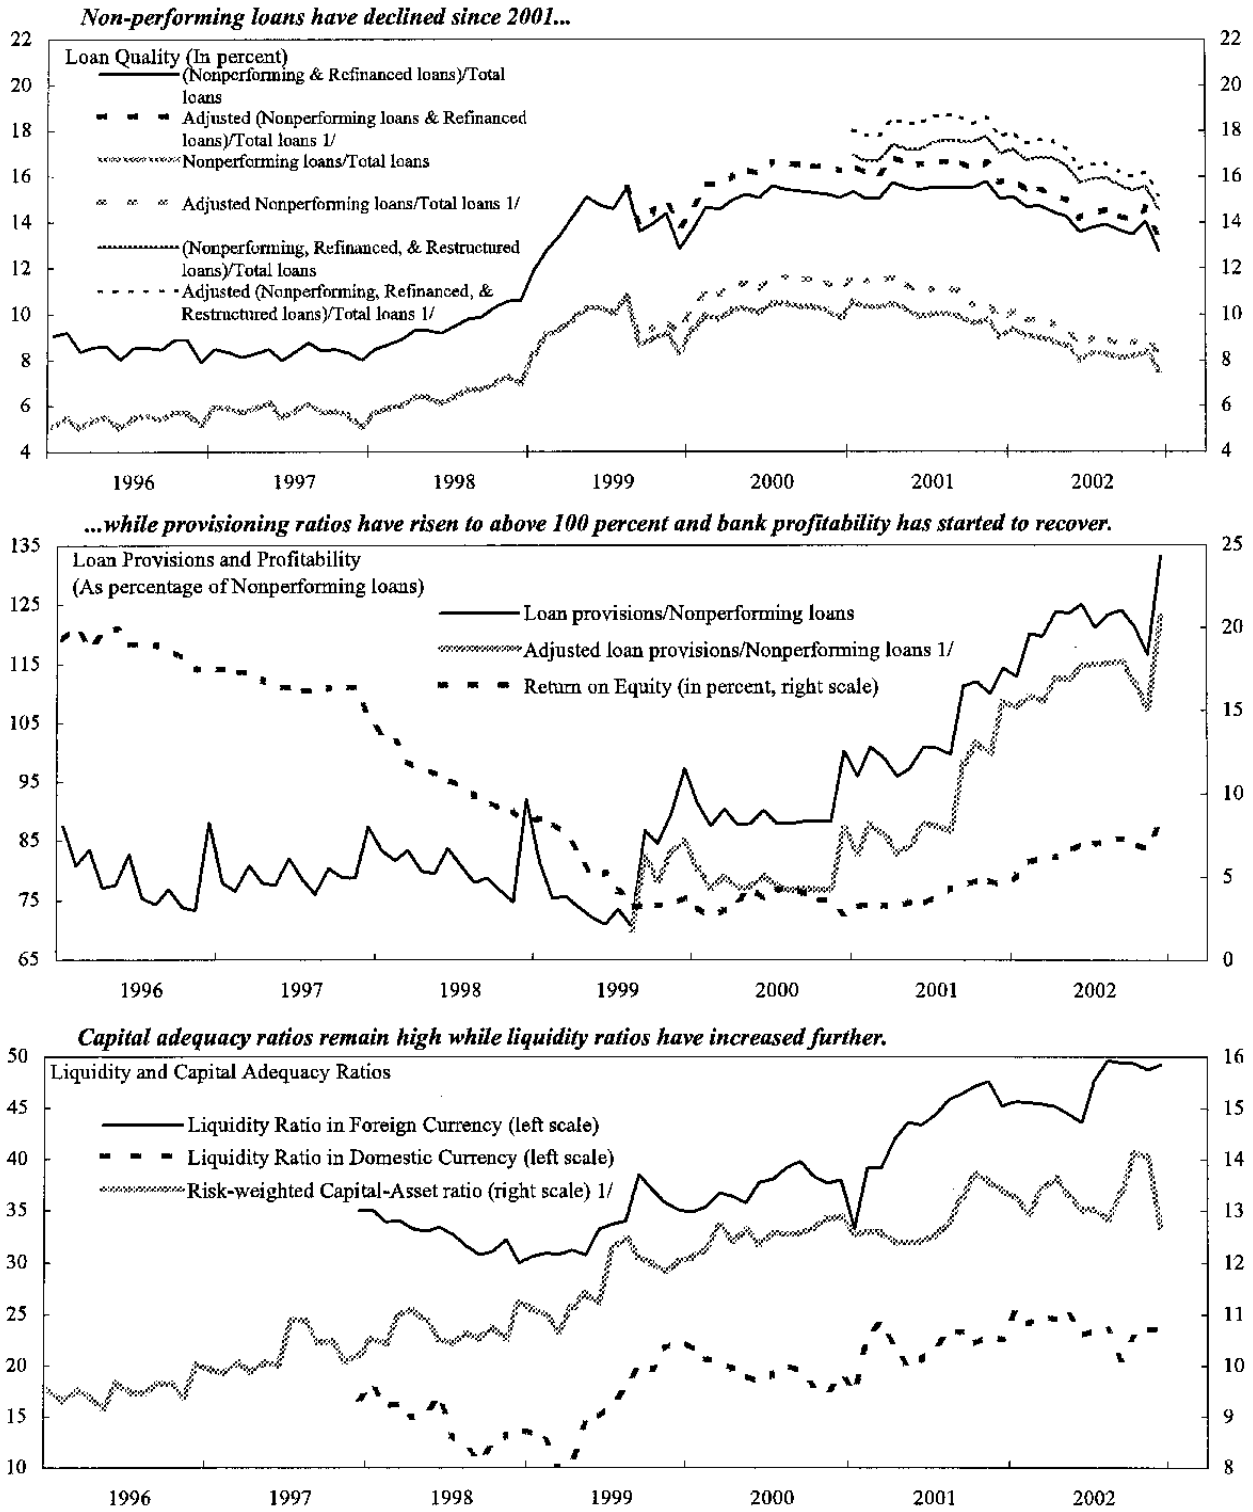 Non-performing loans have declined since 2001...
22 22
Loan Quality (In percent)
20 (Nonperforming & Refinanced loans)/Total 20
loans
18 Adjusted (Nonperforming loans & Refinanced 18
loans)/Total loans 1/
16 Nonperforming loans/Total loans 16
14 Adjusted Nonperforming loans/Total loans 1/ 14
12 (Nonperforming, Refinanced, & Restructured 12
loans)/Total loans
10 Adjusted (Nonperforming, Refinanced, & 10
Restructured loans)/Total loans 1/
8 8
6 6
4 4
1996 1997 1998 1999 2000 2001 2002
...while provisioning ratios have risen to above 100 percent and bank profitability has started to recover.
135 25
Loan Provisions and Profitability
(As percentage of Nonperforming loans)
125 Loan provisions/Nonperforming loans 20
115 Adjusted loan provisions/Nonperforming loans 1/
Return on Equity (in percent, right scale)
105 15
95 10
85
75 5
65 0
1996 1997 1998 1999 2000 2001 2002
Capital adequacy ratios remain high while liquidity ratios have increased further.
50 16
Liquidity and Capital Adequacy Ratios
45 Liquidity Ratio in Foreign Currency (left scale) 15
40 Liquidity Ratio in Domestic Currency (left scale) 14
Risk-weighted Capital-Asset ratio (right scale) 1/
35 13
30 12
25 11
20 10
15 9
10 8
1996 1997 1998 1999 2000 2001 2002